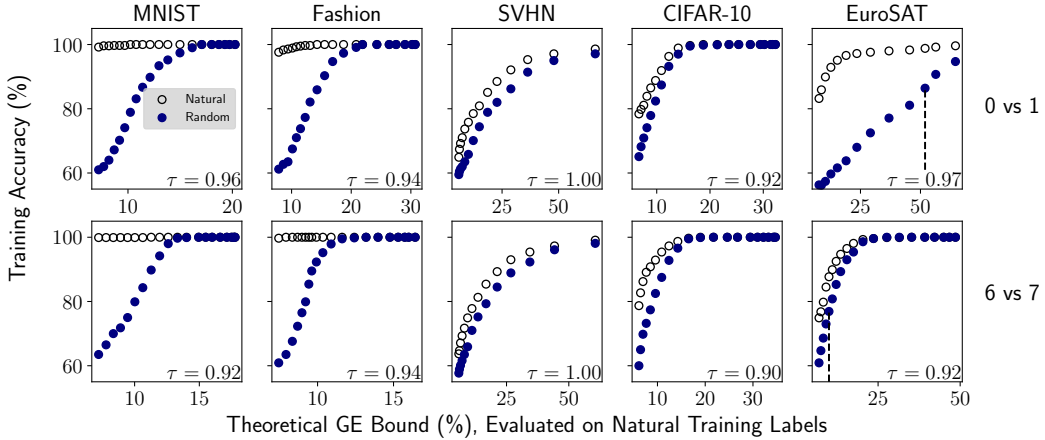 MNIST Fashion SVHN CIFAR-10 EuroSAT
Training Accuracy (%)
100
80
60
Natural
Random
τ = 0.96 τ = 0.94 τ = 1.00 τ = 0.92 τ = 0.97
10 15 20 10 20 30 25 50 10 20 30 25 50
0 vs 1
100
80
60
τ = 0.92 τ = 0.94 τ = 1.00 τ = 0.90 τ = 0.92
10 15 10 15 25 50 10 20 30 25 50
6 vs 7
Theoretical GE Bound (%), Evaluated on Natural Training Labels